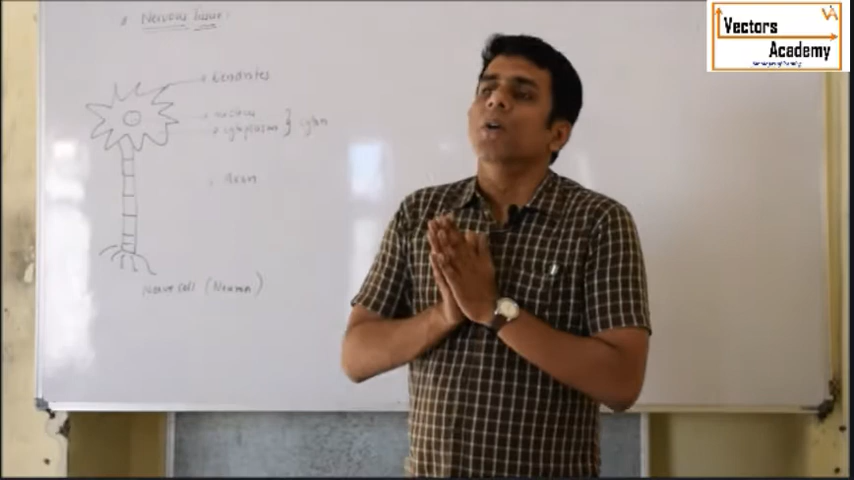 Nervous Tissue:
Dendrites
nucleus
cytoplasm } cyton
Axon
Nerve cell (Neuron)
Vectors
Academy